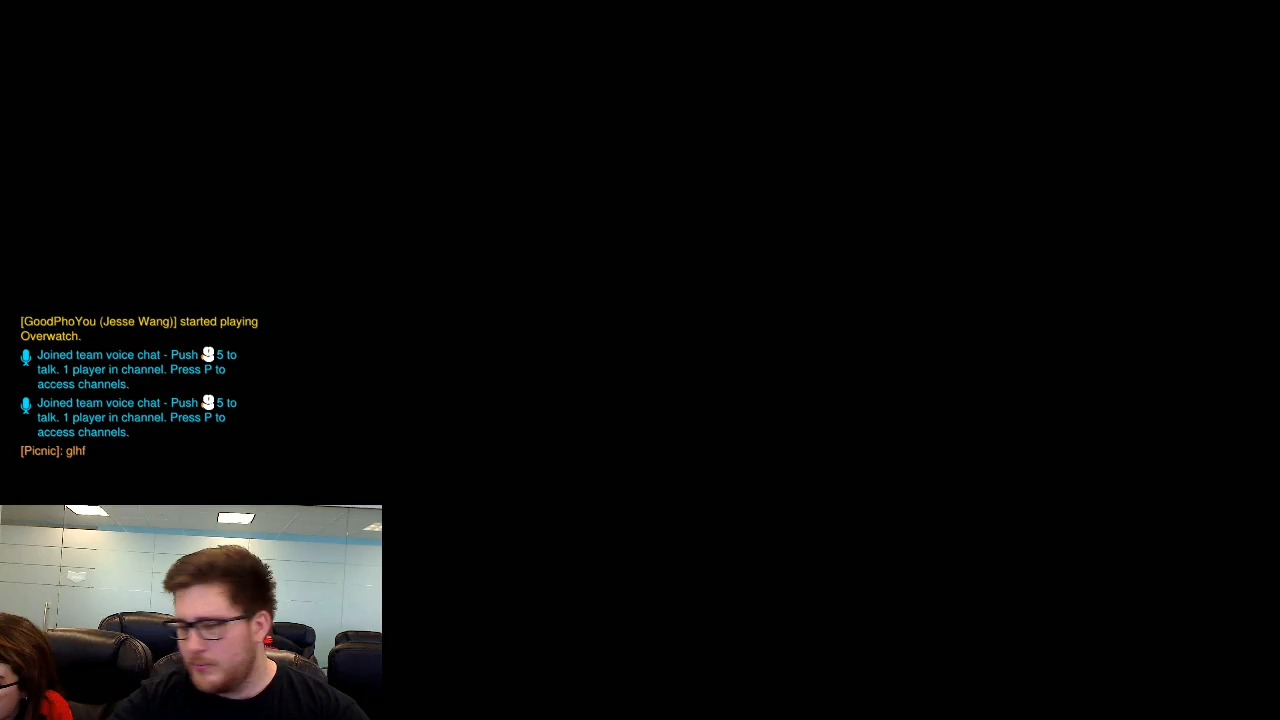 [GoodPhoYou (Jesse Wang)] started playing
Overwatch.
Joined team voice chat - Push 5 to
talk. 1 player in channel. Press P to
access channels.
Joined team voice chat - Push 5 to
talk. 1 player in channel. Press P to
access channels.
[Picnic]: glhf